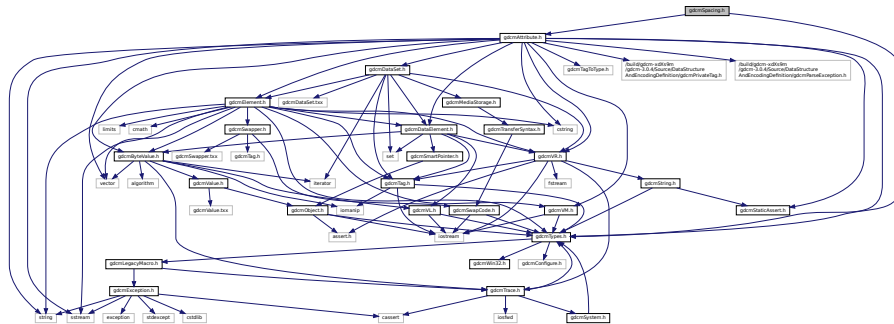 gdcmSpacing.h
gdcmAttribute.h
gdcmDataSet.h
gdcmTagToType.h
/build/gdcm-xdXs9m
/gdcm-3.0.4/Source/DataStructure
AndEncodingDefinition/gdcmPrivateTag.h
/build/gdcm-xdXs9m
/gdcm-3.0.4/Source/DataStructure
AndEncodingDefinition/gdcmParseException.h
gdcmElement.h
gdcmDataSet.txx
gdcmMediaStorage.h
limits
cmath
gdcmSwapper.h
gdcmDataElement.h
gdcmTransferSyntax.h
cstring
gdcmByteValue.h
gdcmSwapper.txx
gdcmTag.h
set
gdcmSmartPointer.h
gdcmVR.h
vector
algorithm
gdcmValue.h
iterator
gdcmTag.h
fstream
gdcmString.h
gdcmValue.txx
gdcmObject.h
iomanip
gdcmVL.h
gdcmSwapCode.h
gdcmVM.h
gdcmStaticAssert.h
assert.h
iostream
gdcmTypes.h
gdcmLegacyMacro.h
gdcmWin32.h
gdcmConfigure.h
gdcmException.h
gdcmTrace.h
string
sstream
exception
stdexcept
cstdlib
cassert
iosfwd
gdcmSystem.h